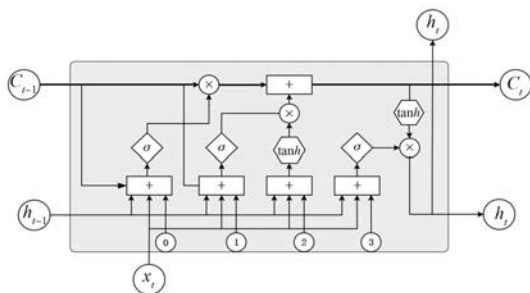 h_t
C_{t-1}
×
+
C_t
×
tanh
σ
σ
tanh
σ
×
+
+
+
+
h_{t-1}
h_t
0
1
2
3
x_t